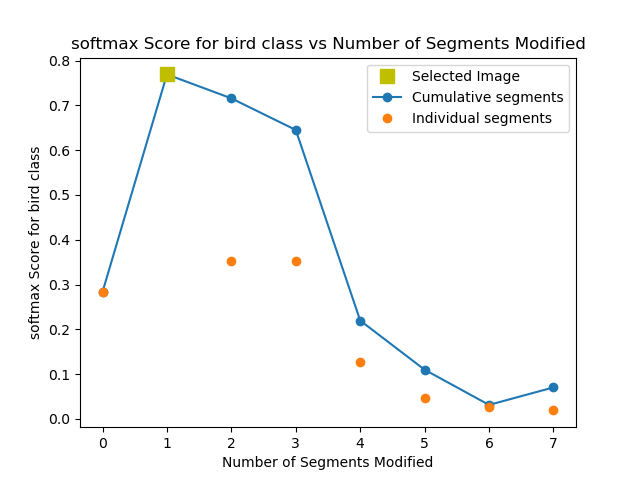 softmax Score for bird class vs Number of Segments Modified
0.8
0.7
0.6
0.5
0.4
0.3
0.2
0.1
0.0
softmax Score for bird class
Selected Image
Cumulative segments
Individual segments
0 1 2 3 4 5 6 7
Number of Segments Modified